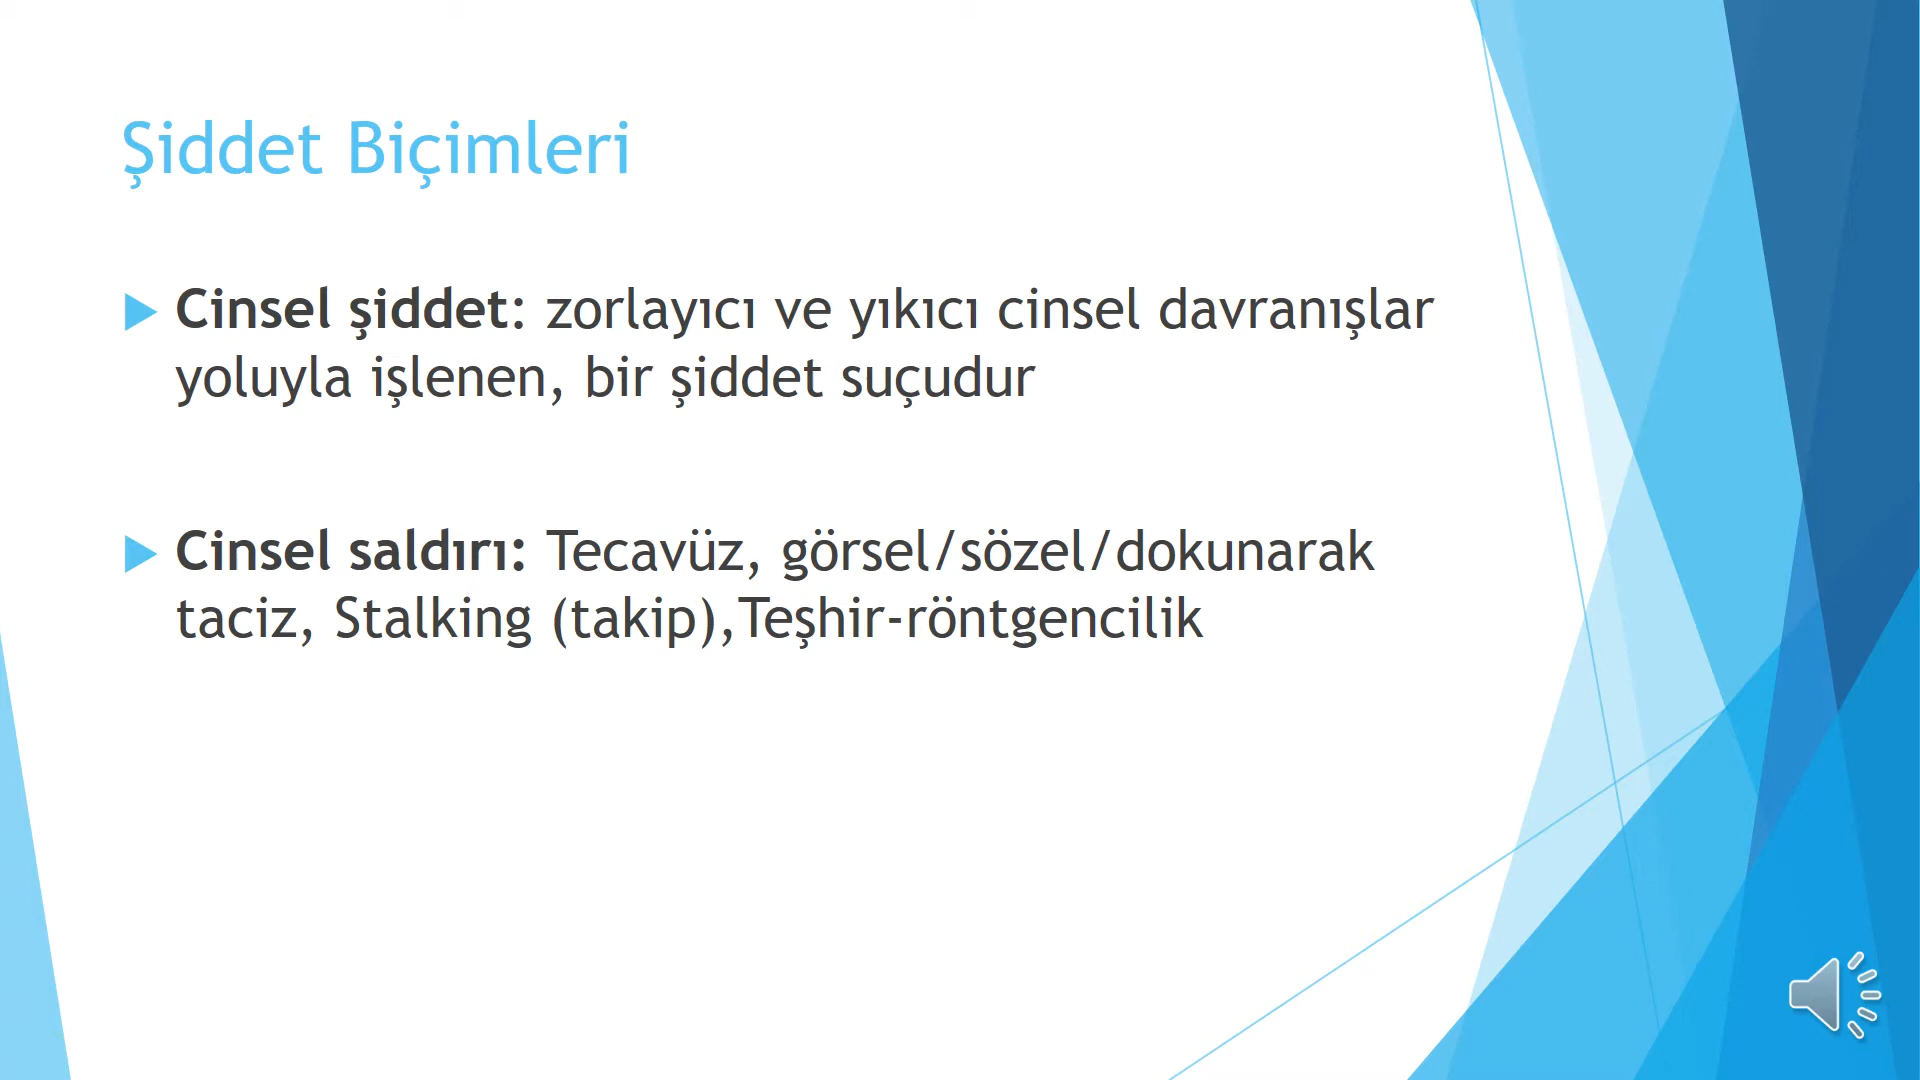 Şiddet Biçimleri
Cinsel şiddet: zorlayıcı ve yıkıcı cinsel davranışlar
yoluyla işlenen, bir şiddet suçudur
Cinsel saldırı: Tecavüz, görsel/sözel/dokunarak
taciz, Stalking (takip),Teşhir-röntgencilik